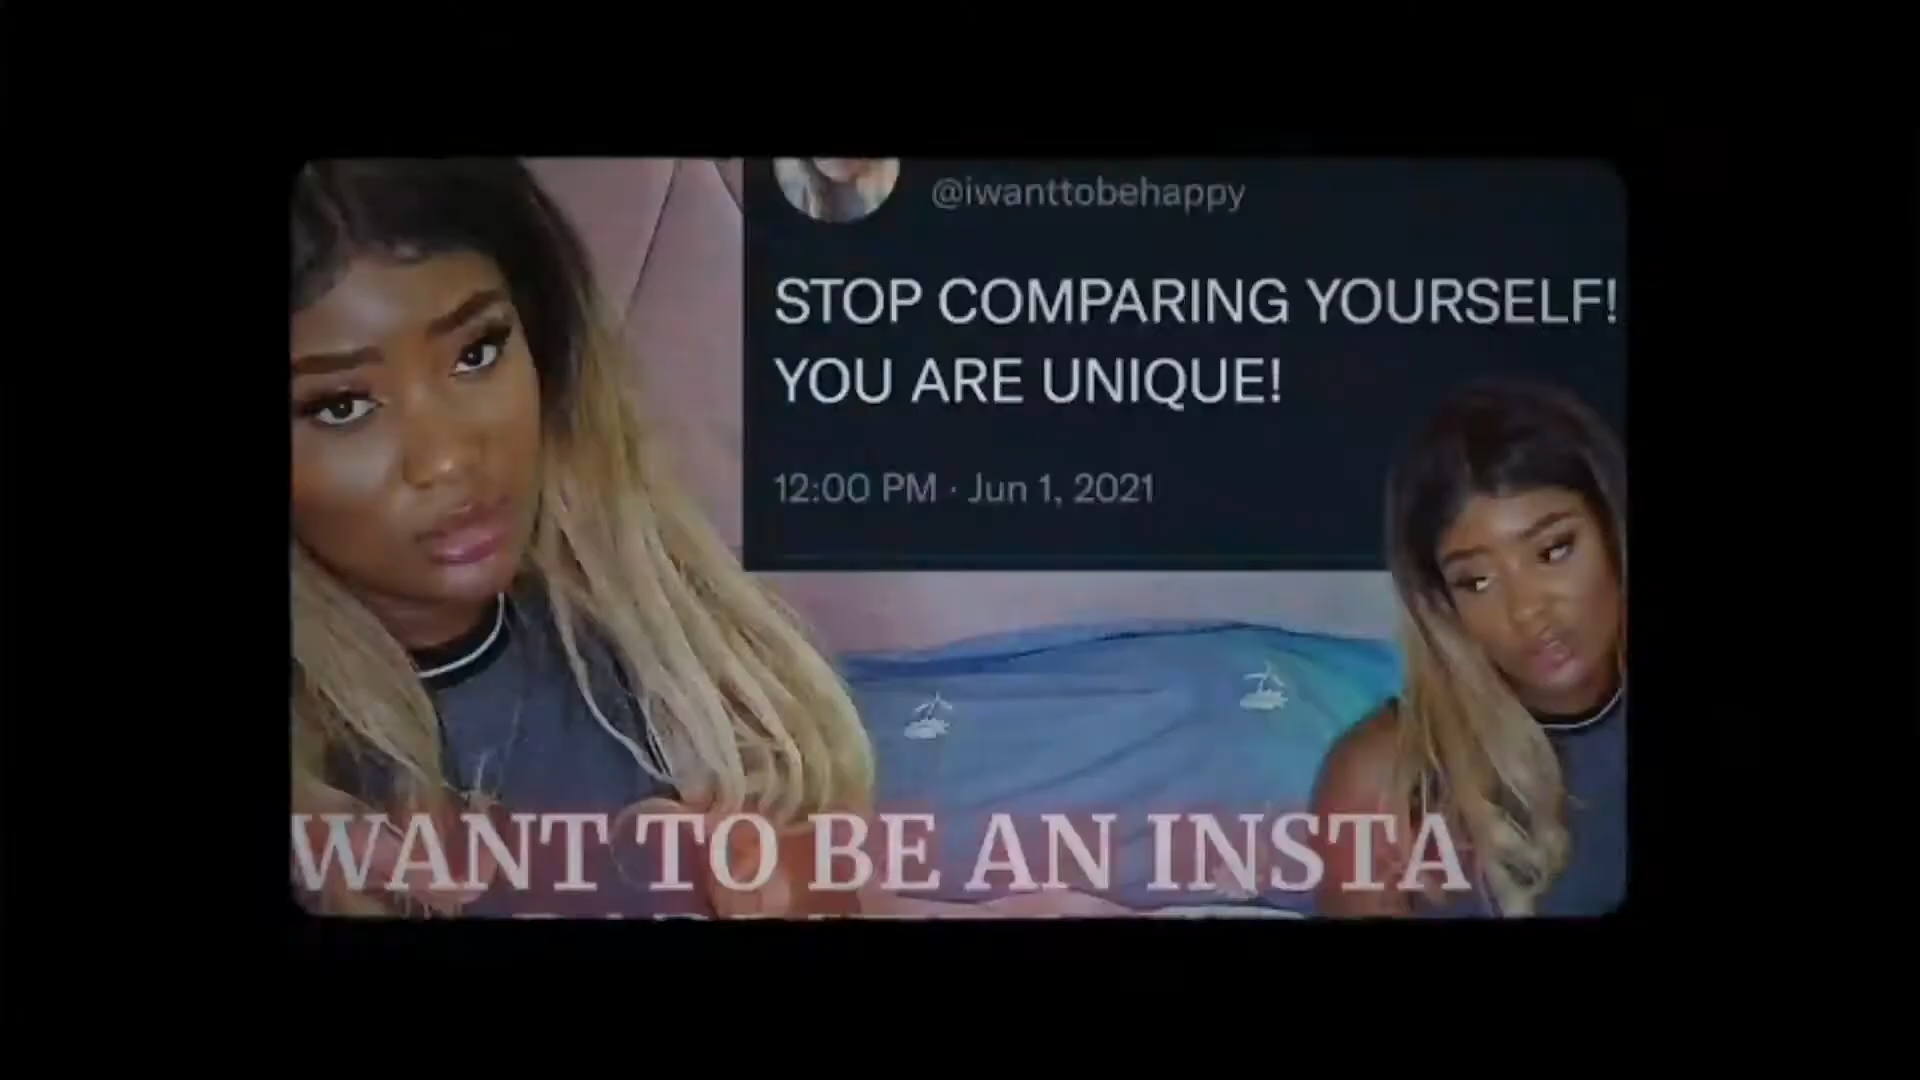 @iwanttobehappy
STOP COMPARING YOURSELF!
YOU ARE UNIQUE!
12:00 PM · Jun 1, 2021
WANT TO BE AN INSTA